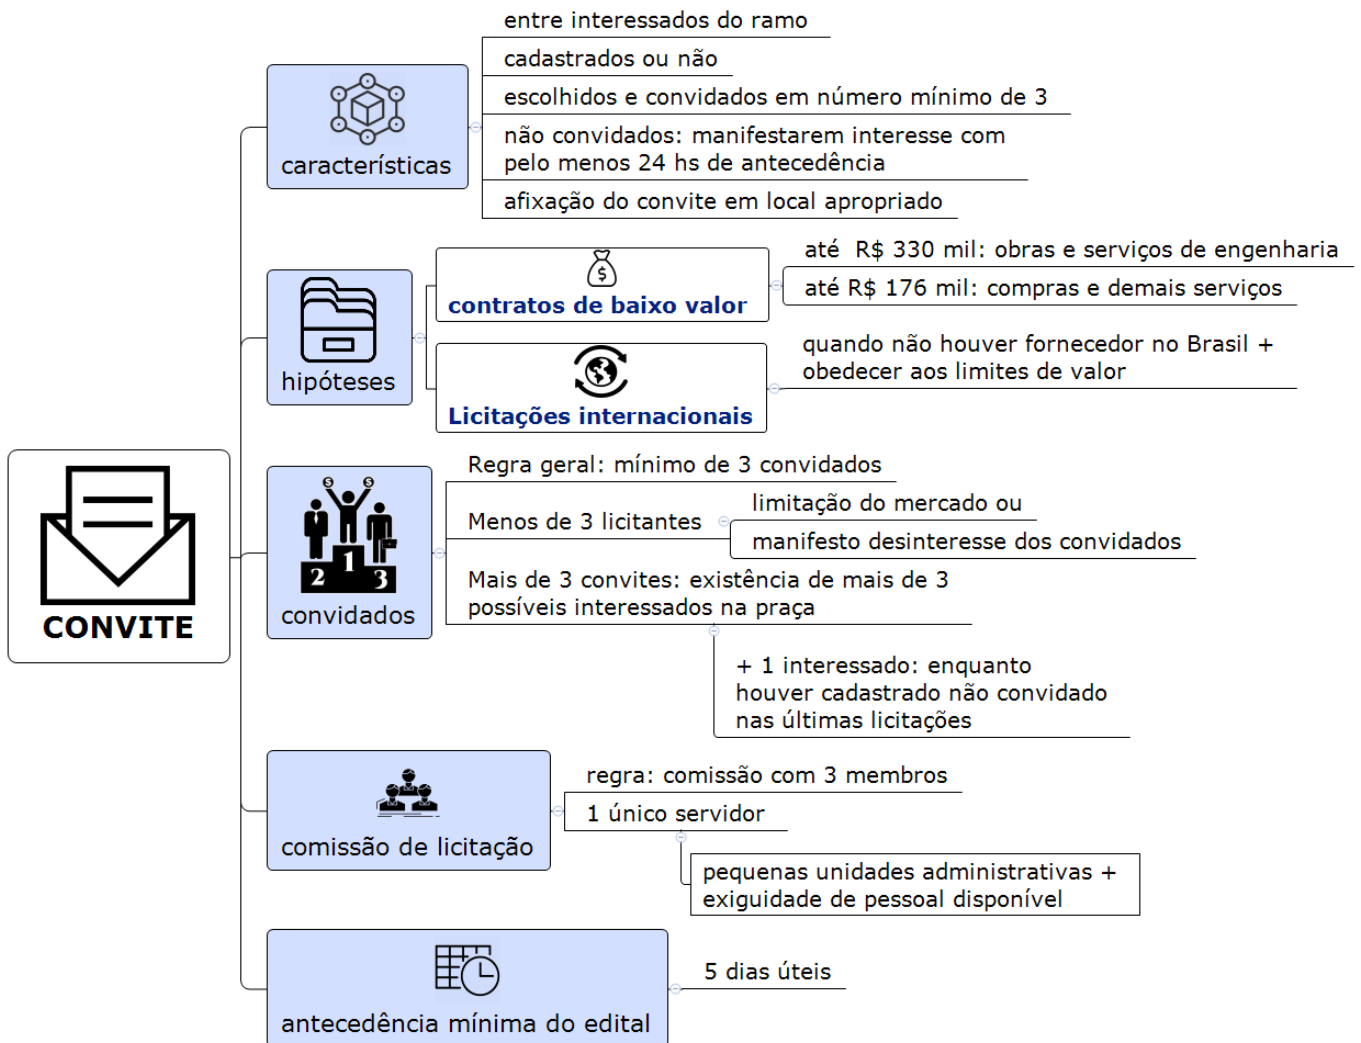 entre interessados do ramo
cadastrados ou não
escolhidos e convidados em número mínimo de 3
não convidados: manifestarem interesse com
pelo menos 24 hs de antecedência
afixação do convite em local apropriado
características
até R$ 330 mil: obras e serviços de engenharia
até R$ 176 mil: compras e demais serviços
$
contratos de baixo valor
quando não houver fornecedor no Brasil +
obedecer aos limites de valor
Licitações internacionais
hipóteses
CONVITE
Regra geral: mínimo de 3 convidados
Menos de 3 licitantes
limitação do mercado ou
manifesto desinteresse dos convidados
Mais de 3 convites: existência de mais de 3
possíveis interessados na praça
+ 1 interessado: enquanto
houver cadastrado não convidado
nas últimas licitações
$ $
2 1 3
convidados
regra: comissão com 3 membros
1 único servidor
pequenas unidades administrativas +
exiguidade de pessoal disponível
comissão de licitação
5 dias úteis
antecedência mínima do edital